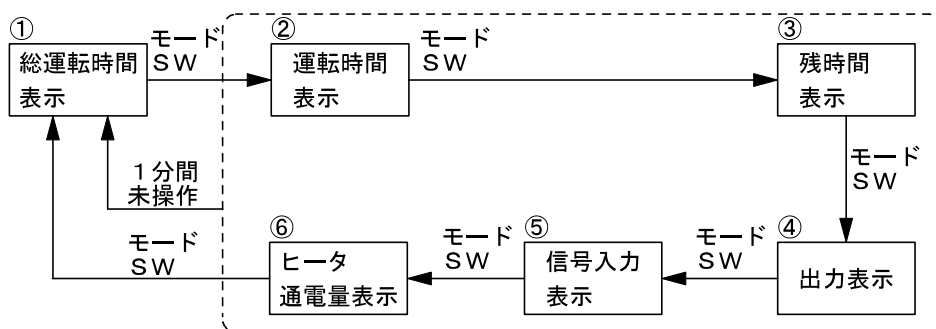 ①
総運転時間
表示
モード
SW
②
運転時間
表示
モード
SW
③
残時間
表示
モード
SW
④
出力表示
モード
SW
⑤
信号入力
表示
モード
SW
⑥
ヒータ
通電量表示
モード
SW
1分間
未操作